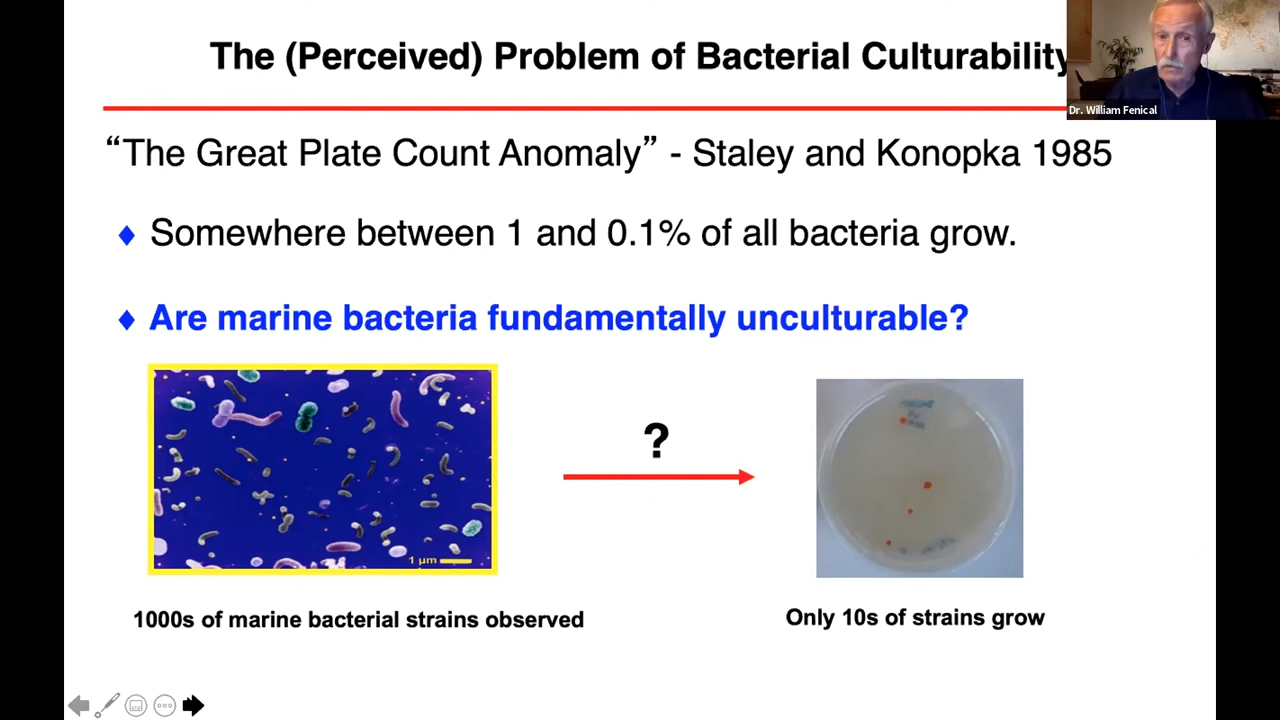 The (Perceived) Problem of Bacterial Culturability
Dr. William Fenical
“The Great Plate Count Anomaly” - Staley and Konopka 1985
♦ Somewhere between 1 and 0.1% of all bacteria grow.
♦ Are marine bacteria fundamentally unculturable?
?
1 µm
1000s of marine bacterial strains observed
Only 10s of strains grow